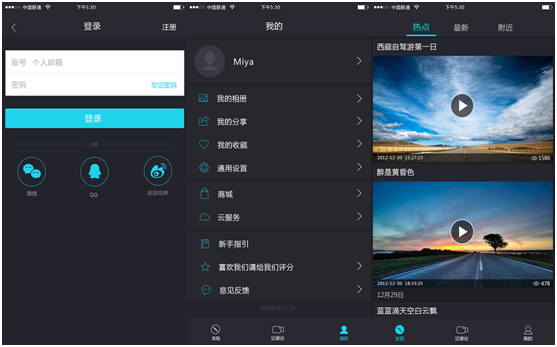 中国联通
下午5:30
登录
注册
账号 个人邮箱
密码
忘记密码
登录
OR
微信
QQ
新浪微博
中国联通
下午5:30
我的
Miya
我的相册
我的分享
我的收藏
通用设置
商城
云服务
新手指引
喜欢我们请给我们评分
意见反馈
发现
记录仪
我的
中国联通
下午5:30
热点
最新
附近
西藏自驾游第一日
2012-12-30 15:27:23
1586
醉是黄昏色
2012-12-30 18:33:25
478
12月29日
蓝蓝滴天空白云飘
发现
记录仪
我的